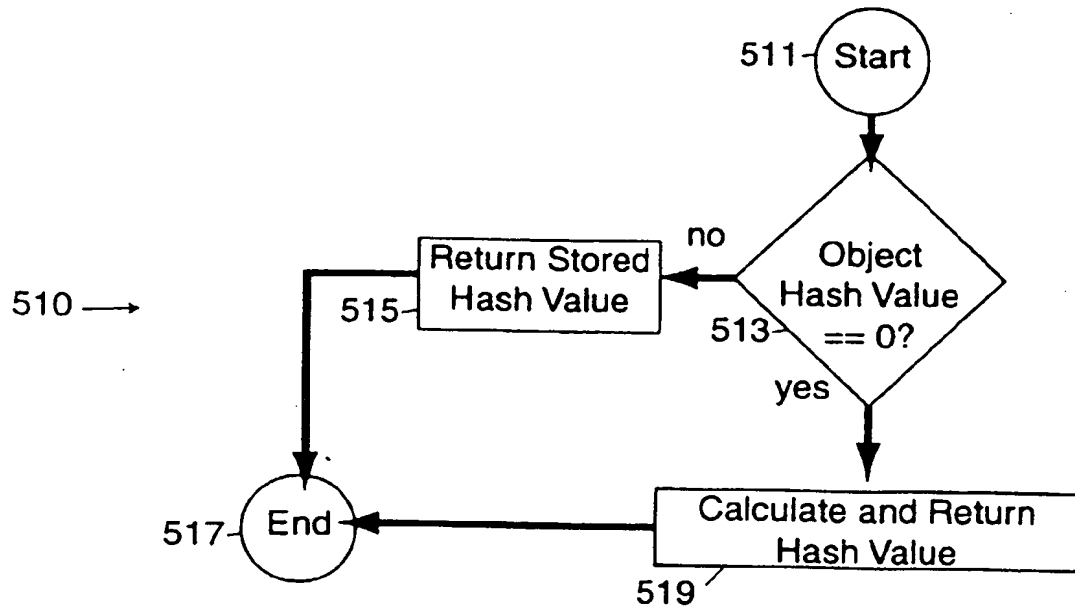 511
Start
no
Object
Hash Value
== 0?
513
Return Stored
Hash Value
515
510
yes
517
End
Calculate and Return
Hash Value
519